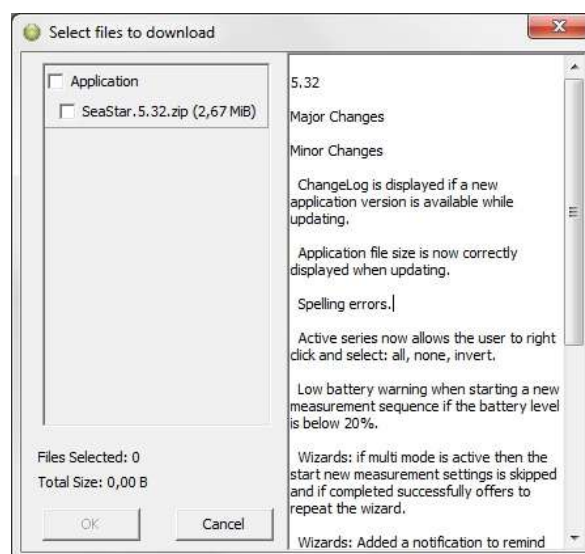 Select files to download
Application
SeaStar.5.32.zip (2,67 MiB)
Files Selected: 0
Total Size: 0,00 B
OK
Cancel
5.32
Major Changes
Minor Changes
ChangeLog is displayed if a new
application version is available while
updating.
Application file size is now correctly
displayed when updating.
Spelling errors.
Active series now allows the user to right
click and select: all, none, invert.
Low battery warning when starting a new
measurement sequence if the battery level
is below 20%.
Wizards: if multi mode is active then the
start new measurement settings is skipped
and if completed successfully offers to
repeat the wizard.
Wizards: Added a notification to remind